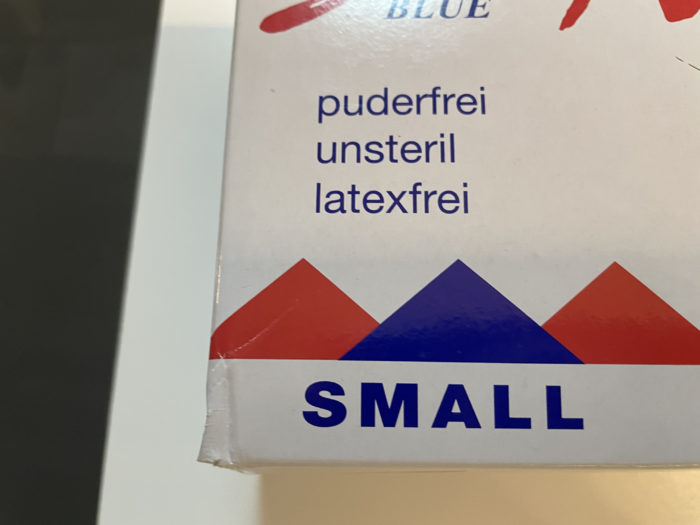 BLUE
puderfrei
unsteril
latexfrei
SMALL